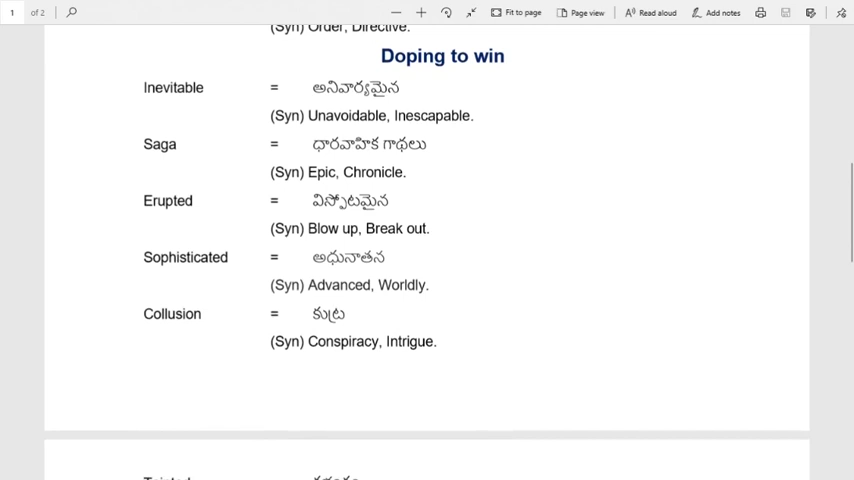 1 of 2 Fit to page Page view Read aloud Add notes
(Syn) Order, Directive.
Doping to win
Inevitable = అనివార్యమైన
(Syn) Unavoidable, Inescapable.
Saga = ధారవాహిక గాథలు
(Syn) Epic, Chronicle.
Erupted = విస్ఫోటమైన
(Syn) Blow up, Break out.
Sophisticated = అధునాతన
(Syn) Advanced, Worldly.
Collusion = కుట్ర
(Syn) Conspiracy, Intrigue.